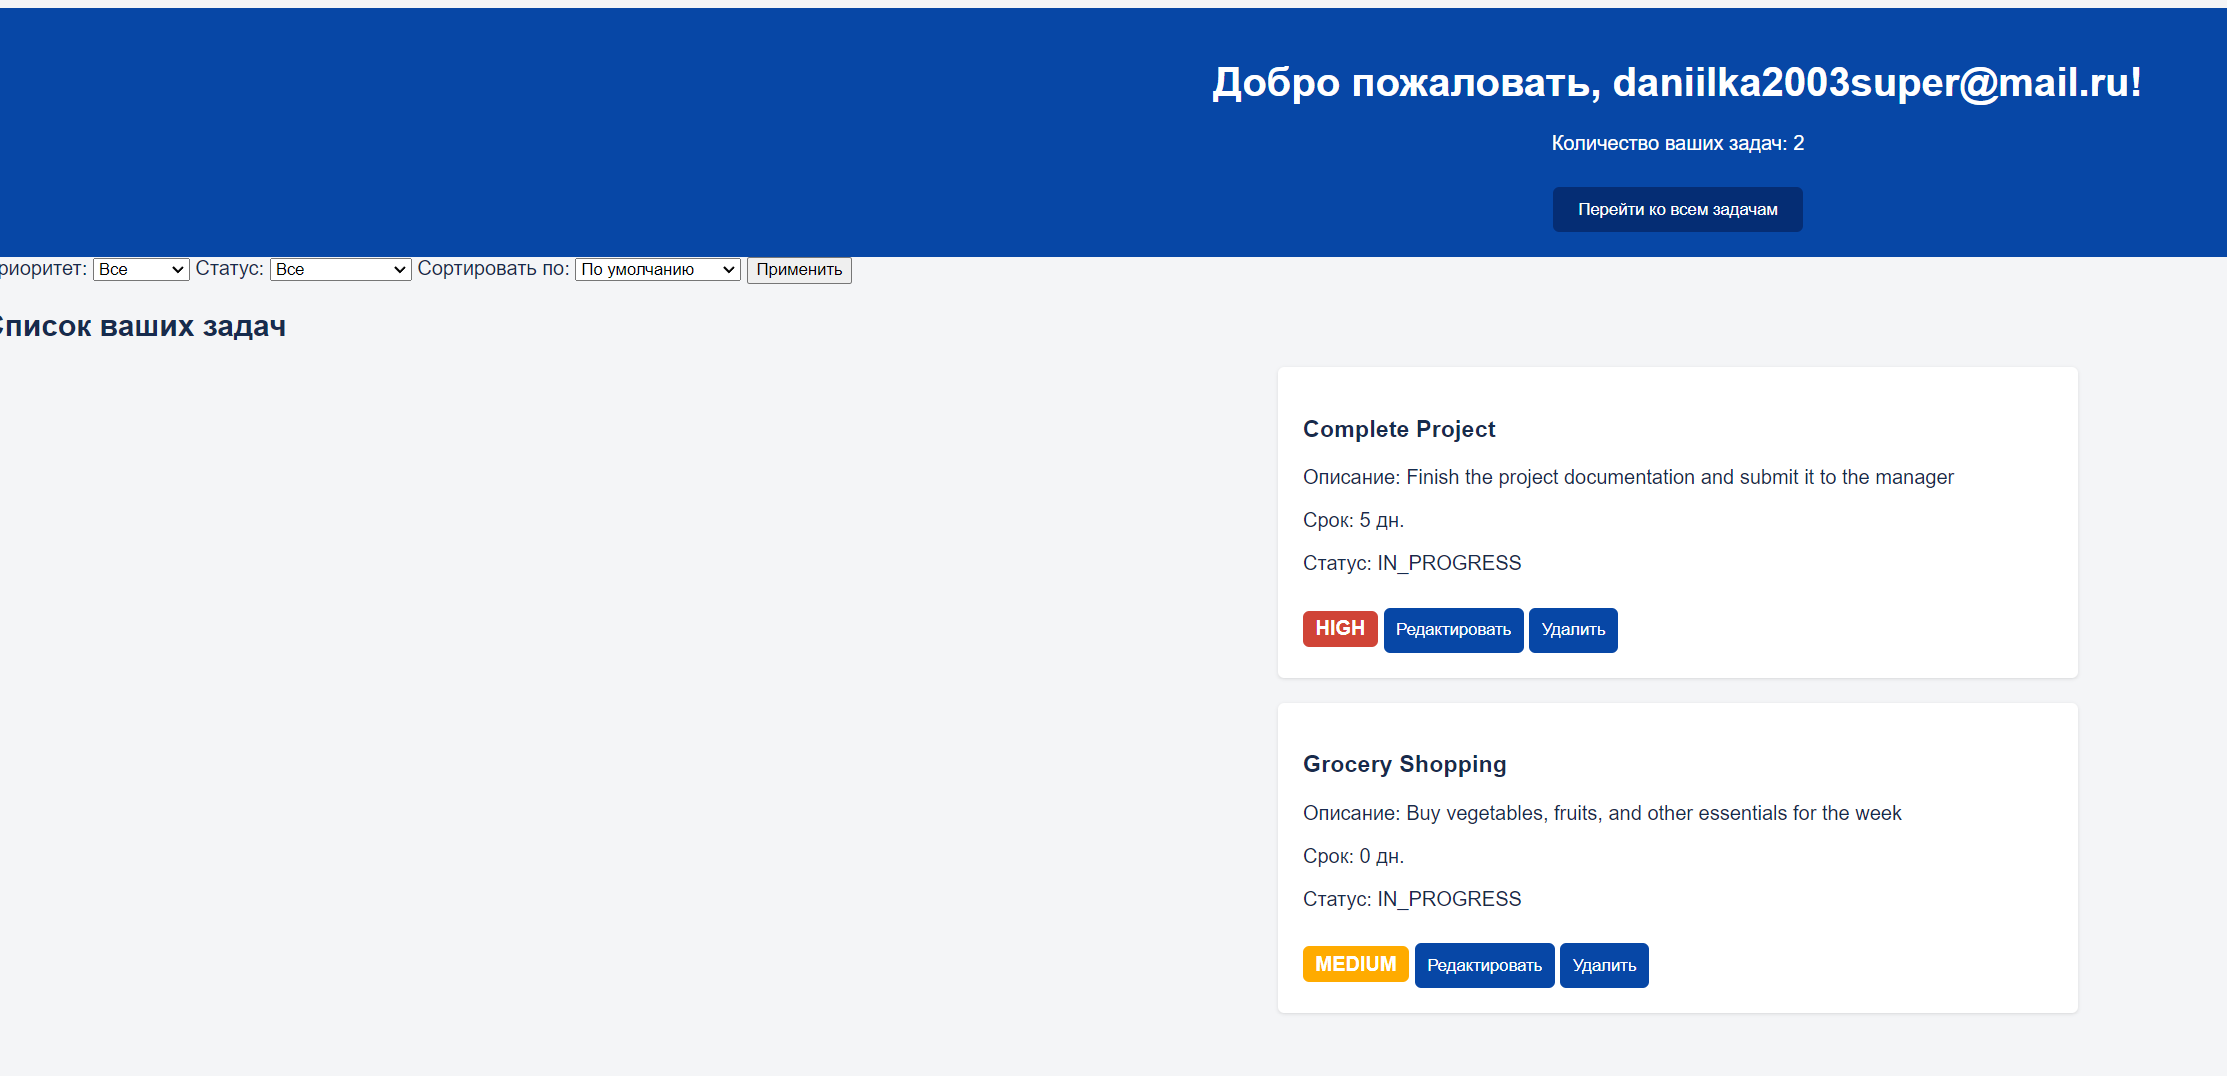 Добро пожаловать, daniilka2003super@mail.ru!
Количество ваших задач: 2
Перейти ко всем задачам
риоритет: Все Статус: Все Сортировать по: По умолчанию Применить
Список ваших задач
Complete Project
Описание: Finish the project documentation and submit it to the manager
Срок: 5 дн.
Статус: IN_PROGRESS
HIGH Редактировать Удалить
Grocery Shopping
Описание: Buy vegetables, fruits, and other essentials for the week
Срок: 0 дн.
Статус: IN_PROGRESS
MEDIUM Редактировать Удалить